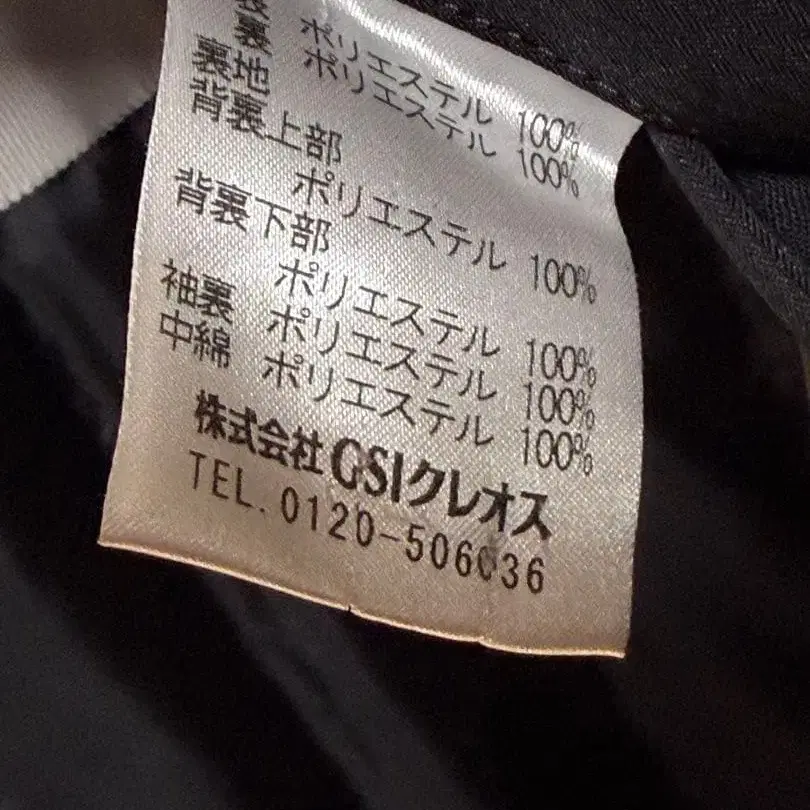 裏 ポリエステル 100%
裏地 ポリエステル 100%
背裏上部
ポリエステル 100%
背裏下部
ポリエステル 100%
袖裏 ポリエステル 100%
中綿 ポリエステル 100%
株式会社GSIクレオス
TEL.0120-506036